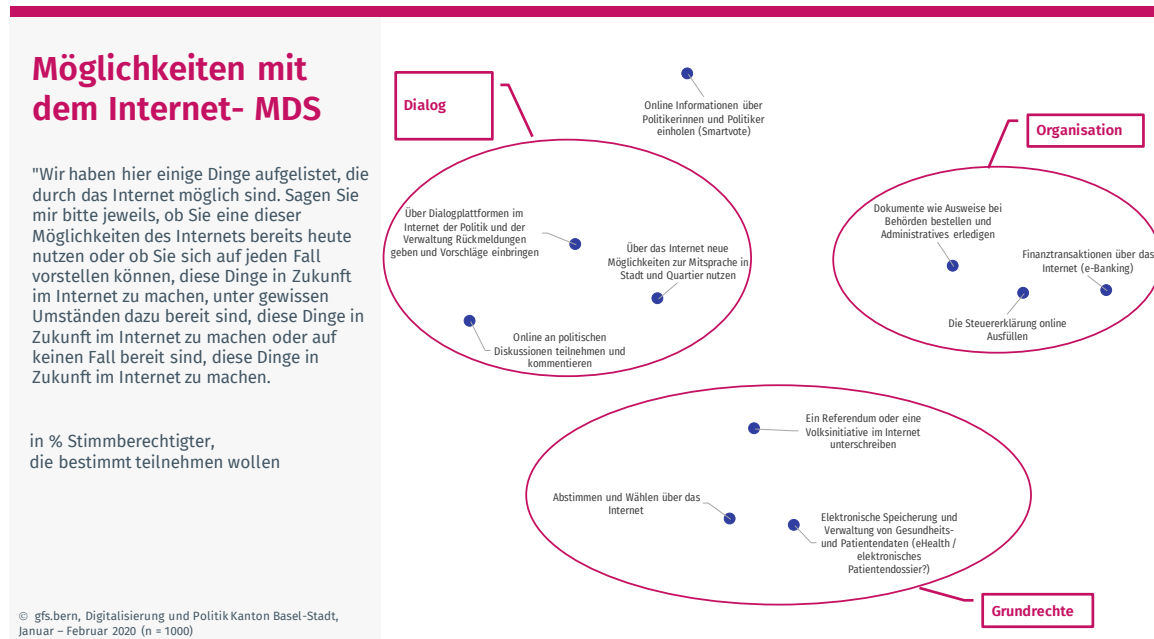 Möglichkeiten mit
dem Internet- MDS
"Wir haben hier einige Dinge aufgelistet, die
durch das Internet möglich sind. Sagen Sie
mir bitte jeweils, ob Sie eine dieser
Möglichkeiten des Internets bereits heute
nutzen oder ob Sie sich auf jeden Fall
vorstellen können, diese Dinge in Zukunft
im Internet zu machen, unter gewissen
Umständen dazu bereit sind, diese Dinge in
Zukunft im Internet zu machen oder auf
keinen Fall bereit sind, diese Dinge in
Zukunft im Internet zu machen.
in % Stimmberechtigter,
die bestimmt teilnehmen wollen
© gfs.bern, Digitalisierung und Politik Kanton Basel-Stadt,
Januar – Februar 2020 (n = 1000)
Dialog
Online Informationen über
Politikerinnen und Politiker
einholen (Smartvote)
Organisation
Über Dialogplattformen im
Internet der Politik und der
Verwaltung Rückmeldungen
geben und Vorschläge einbringen
Über das Internet neue
Möglichkeiten zur Mitsprache in
Stadt und Quartier nutzen
Online an politischen
Diskussionen teilnehmen und
kommentieren
Dokumente wie Ausweise bei
Behörden bestellen und
Administratives erledigen
Finanztransaktionen über das
Internet (e-Banking)
Die Steuererklärung online
Ausfüllen
Ein Referendum oder eine
Volksinitiative im Internet
unterschreiben
Abstimmen und Wählen über das
Internet
Elektronische Speicherung und
Verwaltung von Gesundheits-
und Patientendaten (eHealth /
elektronisches
Patientendossier?)
Grundrechte